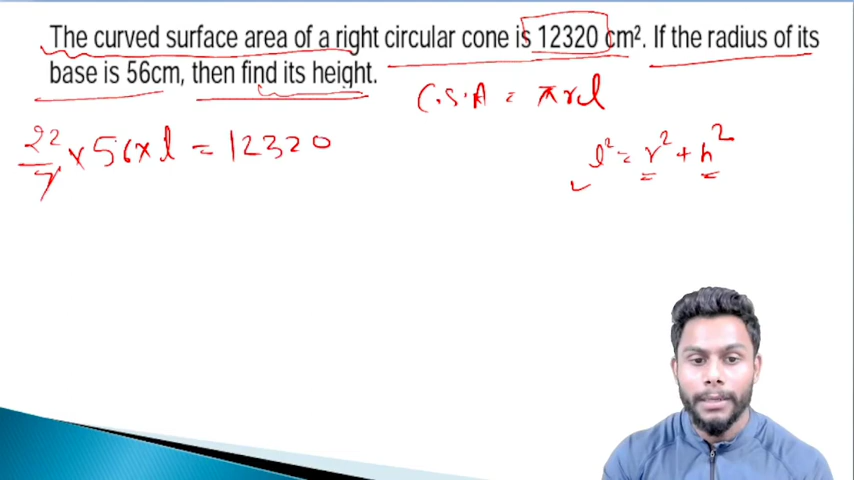 The curved surface area of a right circular cone is 12320 cm². If the radius of its
base is 56cm, then find its height.
C.S.A = πrl
22/7 × 56 × l = 12320
l² = r² + h²